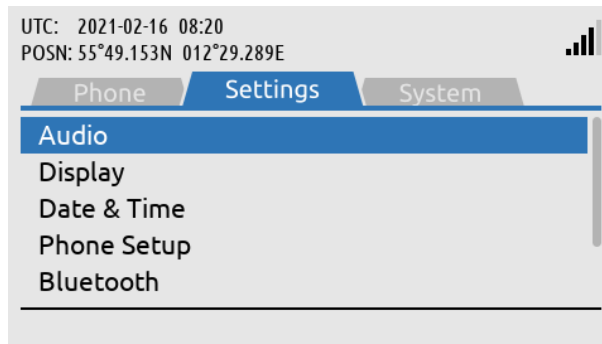 UTC: 2021-02-16 08:20
POSN: 55°49.153N 012°29.289E
Phone Settings System
Audio
Display
Date & Time
Phone Setup
Bluetooth